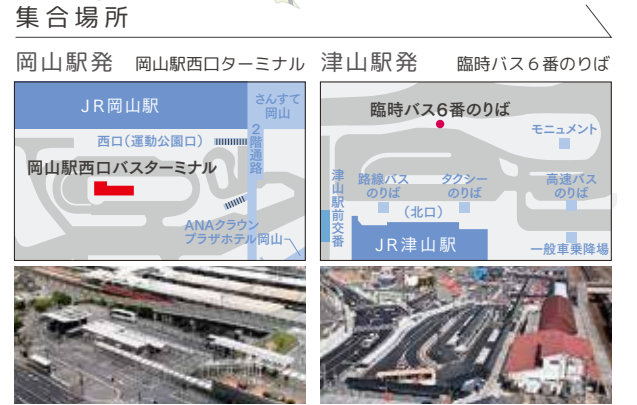 集合場所
岡山駅発 岡山駅西口ターミナル
JR岡山駅
さんすて
岡山
西口(運動公園口)
2階通路
岡山駅西口バスターミナル
ANAクラウン
プラザホテル岡山
津山駅発 臨時バス6番のりば
臨時バス6番のりば
モニュメント
津山駅前交番
路線バス
のりば
タクシー
のりば
高速バス
のりば
(北口)
JR津山駅
一般車乗降場